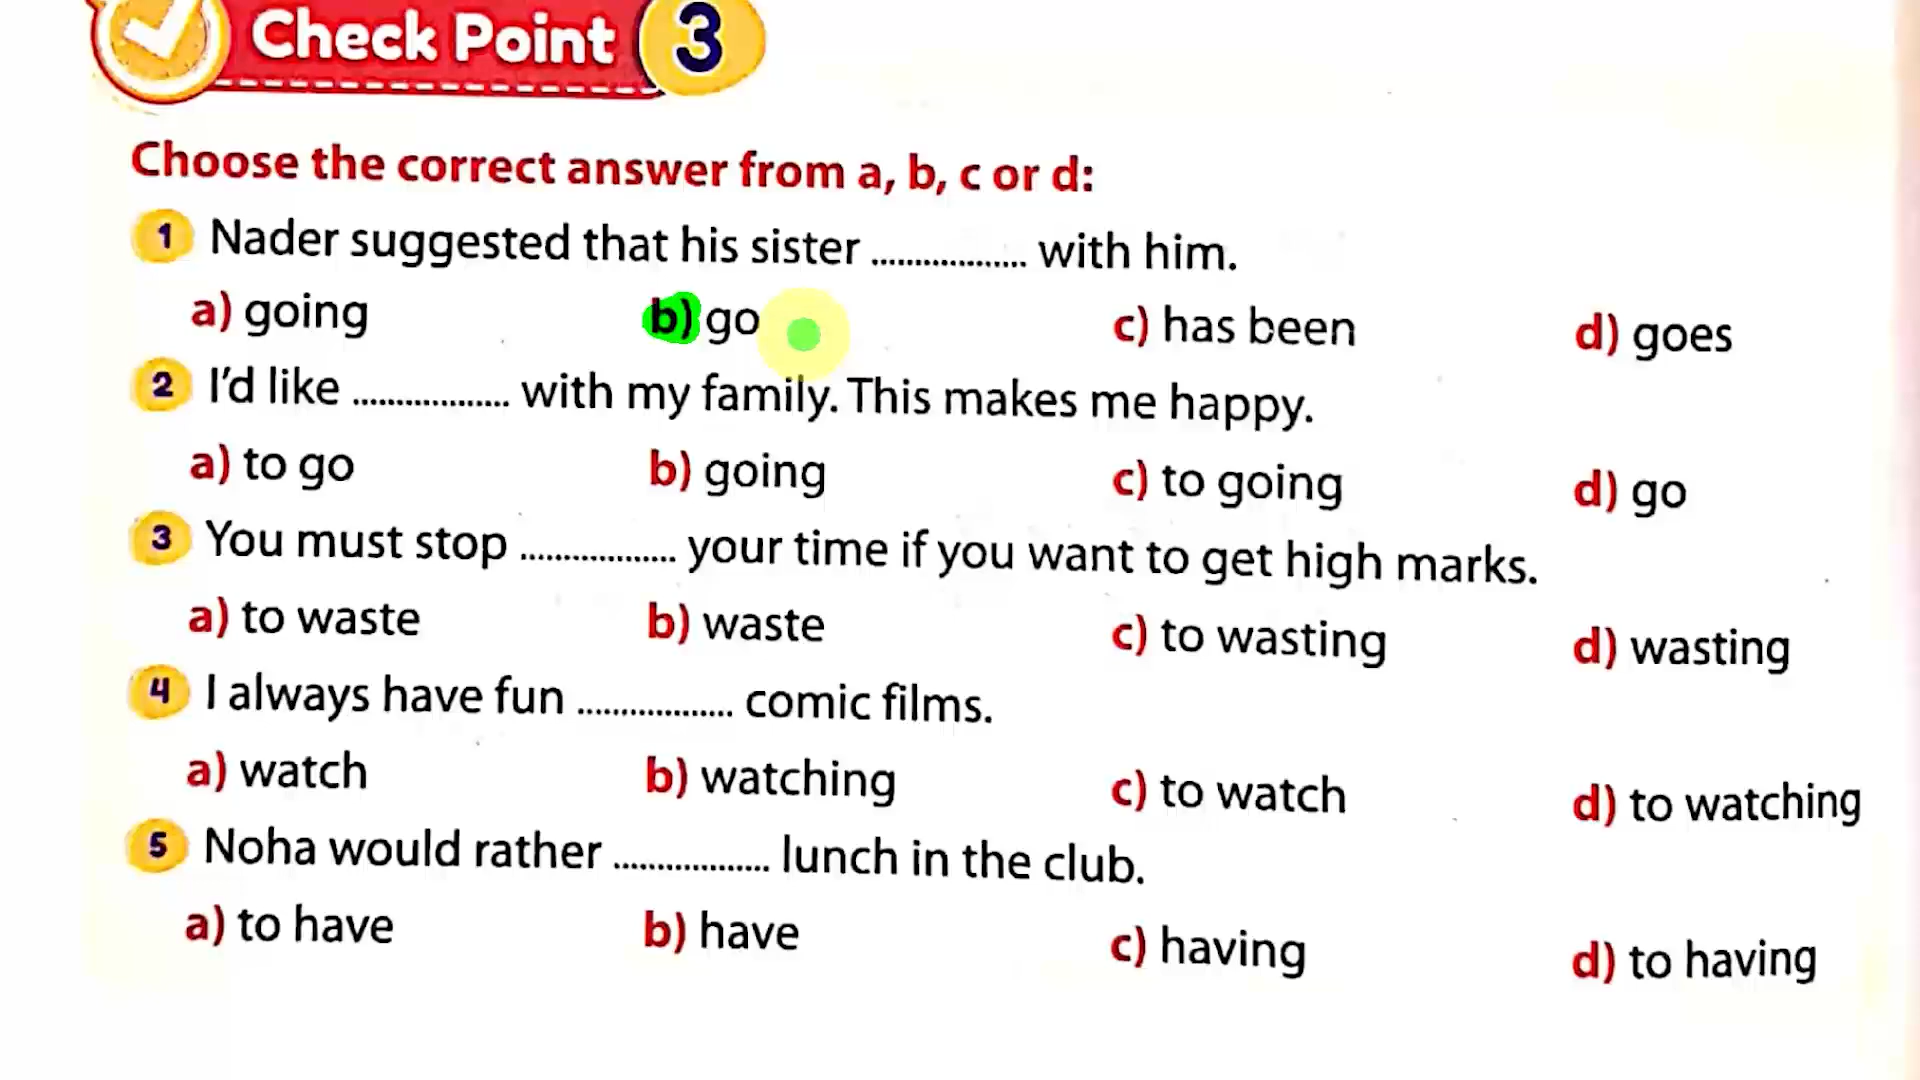 Check Point 3
Choose the correct answer from a, b, c or d:
1 Nader suggested that his sister .................. with him.
a) going b) go c) has been d) goes
2 I'd like .................. with my family. This makes me happy.
a) to go b) going c) to going d) go
3 You must stop .................. your time if you want to get high marks.
a) to waste b) waste c) to wasting d) wasting
4 I always have fun .................. comic films.
a) watch b) watching c) to watch d) to watching
5 Noha would rather .................. lunch in the club.
a) to have b) have c) having d) to having